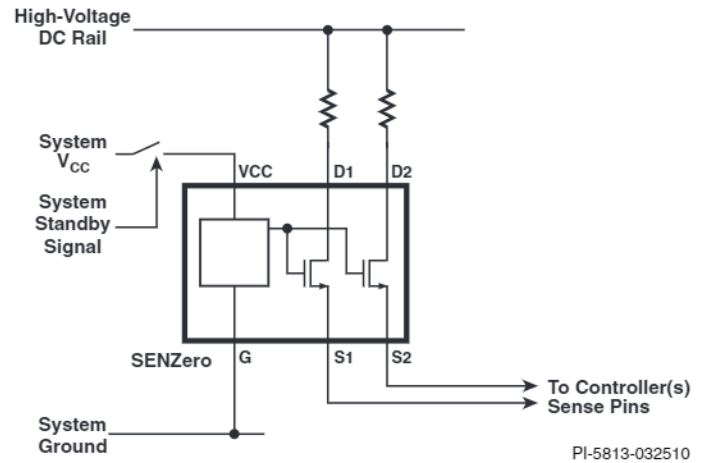 High-Voltage
DC Rail
System
VCC
VCC
D1
D2
System
Standby
Signal
SENZero
G
S1
S2
To Controller(s)
Sense Pins
System
Ground
PI-5813-032510